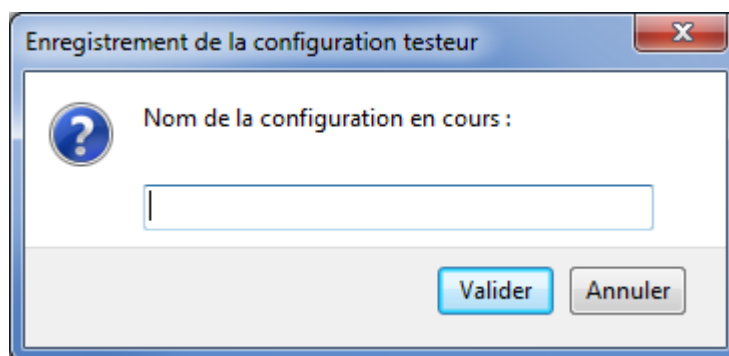 Enregistrement de la configuration testeur
Nom de la configuration en cours :
Valider
Annuler